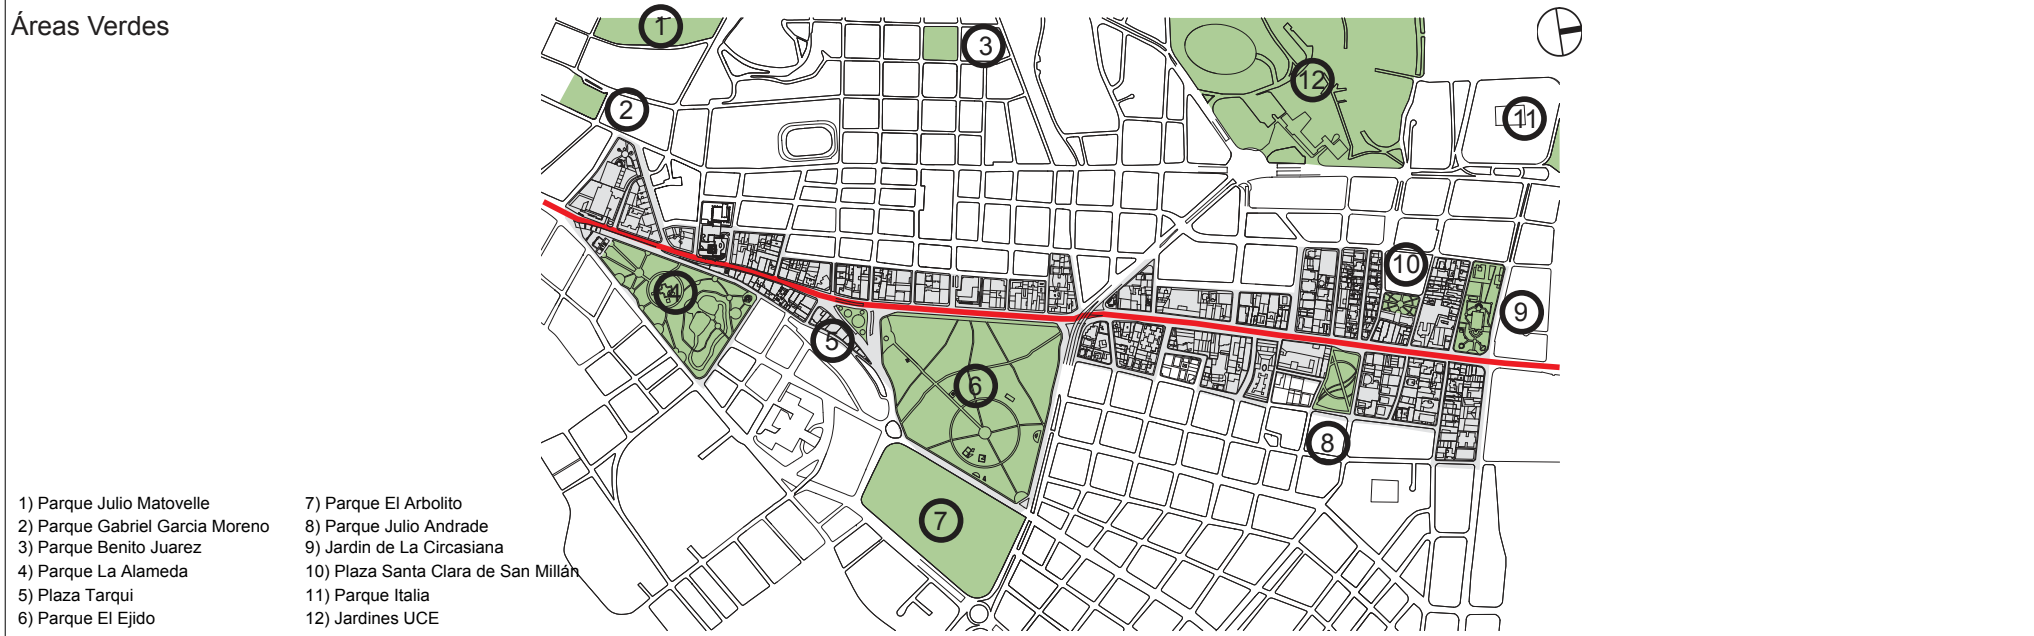 Áreas Verdes
1
2
3
4
5
6
7
8
9
10
11
12
1) Parque Julio Matovelle
2) Parque Gabriel Garcia Moreno
3) Parque Benito Juarez
4) Parque La Alameda
5) Plaza Tarqui
6) Parque El Ejido
7) Parque El Arbolito
8) Parque Julio Andrade
9) Jardin de La Circasiana
10) Plaza Santa Clara de San Millán
11) Parque Italia
12) Jardines UCE